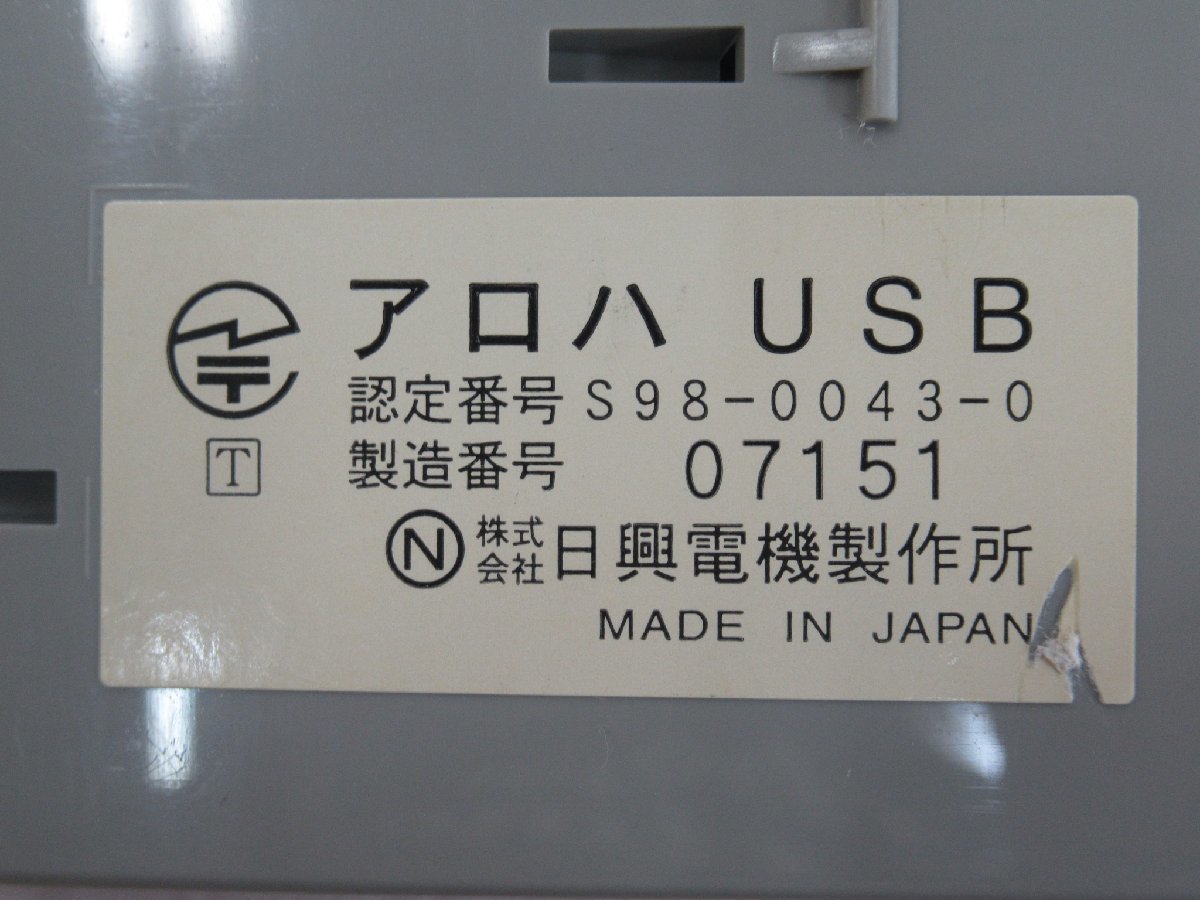 アロハ USB
認定番号 S98-0043-0
T
製造番号 07151
N 株式会社 日興電機製作所
MADE IN JAPAN